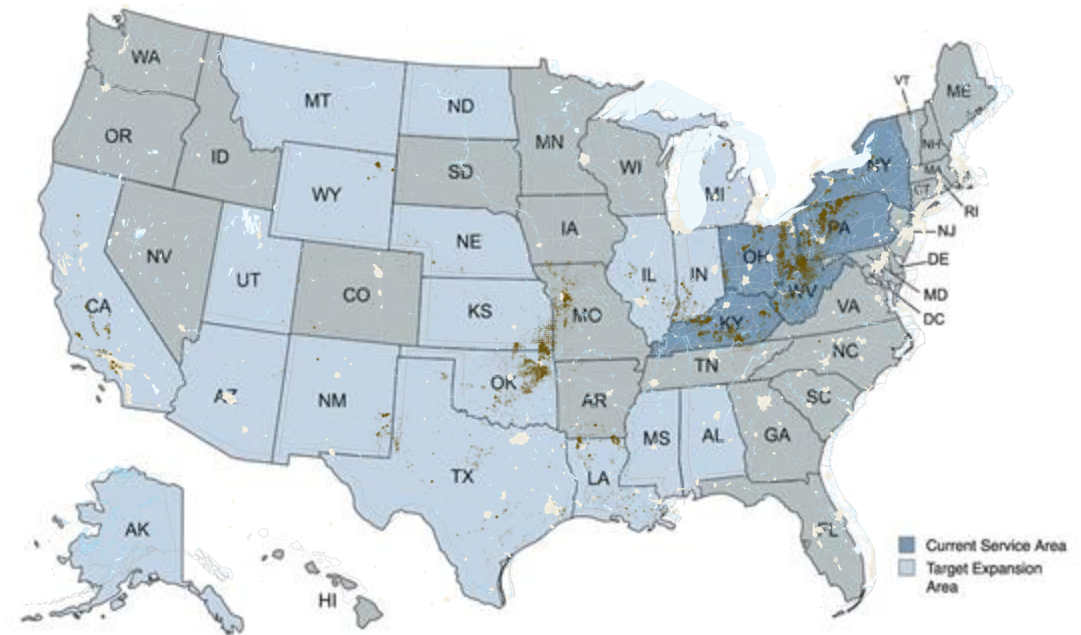 WA
MT
ND
MN
VT
ME
OR
ID
SD
WI
NH
NY
MA
WY
MI
CT
RI
IA
NE
PA
NJ
NV
OH
IL
IN
DE
UT
CO
WV
MD
CA
KS
MO
VA
KY
DC
NC
TN
OK
AZ
NM
AR
SC
MS
AL
GA
TX
LA
AK
FL
Current Service Area
Target Expansion
Area
HI